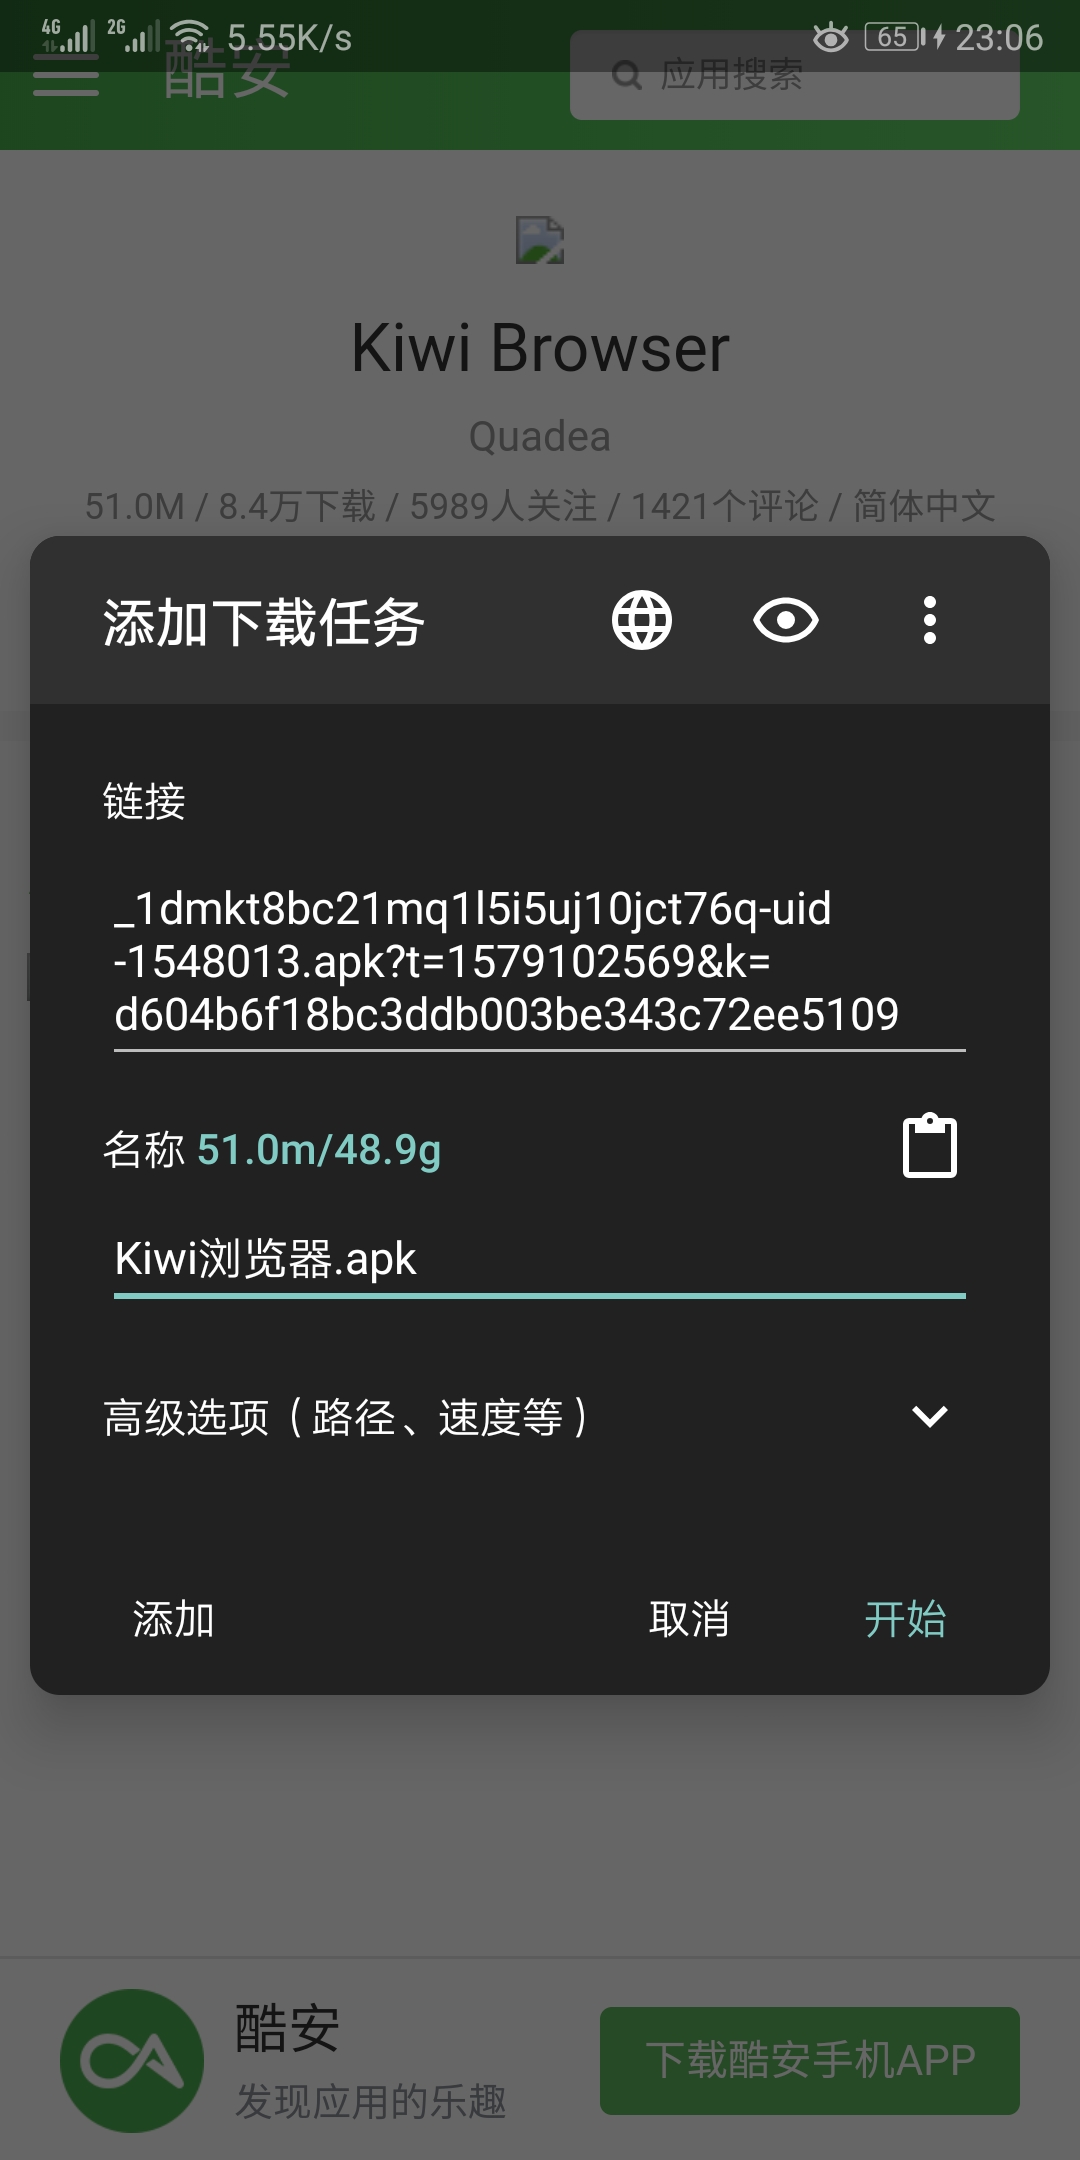 4G 2G 5.55K/s 65 23:06
酷安 应用搜索
Kiwi Browser
Quadea
51.0M / 8.4万下载 / 5989人关注 / 1421个评论 / 简体中文
添加下载任务
链接
_1dmkt8bc21mq1l5i5uj10jct76q-uid
-1548013.apk?t=1579102569&k=
d604b6f18bc3ddb003be343c72ee5109
名称 51.0m/48.9g
Kiwi浏览器.apk
高级选项（路径、速度等）
添加 取消 开始
酷安
发现应用的乐趣
下载酷安手机APP